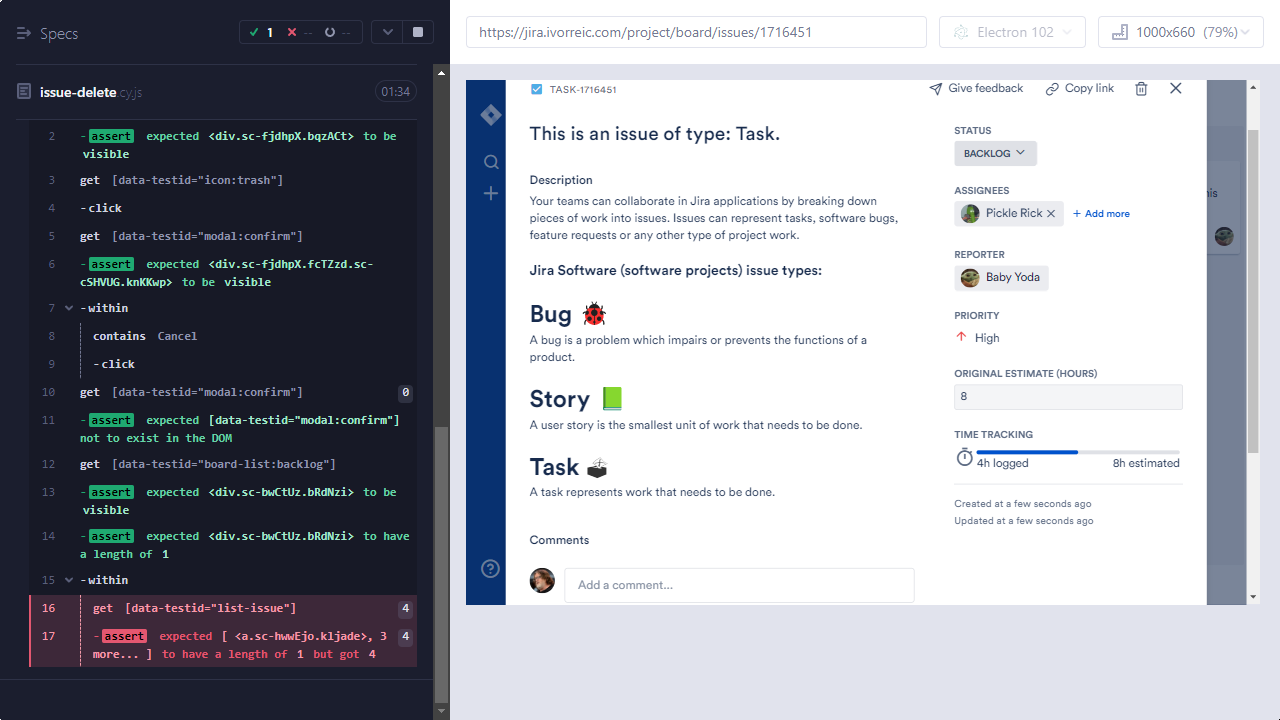 Specs
1
--
--
https://jira.ivorreic.com/project/board/issues/1716451
Electron 102
1000x660 (79%)
issue-delete.cy.js
01:34
2 -assert expected <div.sc-fjdhpX.bqzACt> to be
visible
3 get [data-testid="icon:trash"]
4 -click
5 get [data-testid="modal:confirm"]
6 -assert expected <div.sc-fjdhpX.fcTZzd.sc-
cSHVUG.knKKwp> to be visible
7 -within
8 contains Cancel
9 -click
10 get [data-testid="modal:confirm"] 0
11 -assert expected [data-testid="modal:confirm"]
not to exist in the DOM
12 get [data-testid="board-list:backlog"]
13 -assert expected <div.sc-bwCtUz.bRdNzi> to be
visible
14 -assert expected <div.sc-bwCtUz.bRdNzi> to have
a length of 1
15 -within
16 get [data-testid="list-issue"] 4
17 -assert expected [ <a.sc-hwwEjo.kljade>, 3 4
more... ] to have a length of 1 but got 4
TASK-1716451
Give feedback
Copy link
This is an issue of type: Task.
Description
Your teams can collaborate in Jira applications by breaking down
pieces of work into issues. Issues can represent tasks, software bugs,
feature requests or any other type of project work.
Jira Software (software projects) issue types:
Bug 🐞
A bug is a problem which impairs or prevents the functions of a
product.
Story 📗
A user story is the smallest unit of work that needs to be done.
Task
A task represents work that needs to be done.
Comments
Add a comment...
STATUS
BACKLOG
ASSIGNEES
Pickle Rick
+ Add more
REPORTER
Baby Yoda
PRIORITY
High
ORIGINAL ESTIMATE (HOURS)
8
TIME TRACKING
4h logged
8h estimated
Created at a few seconds ago
Updated at a few seconds ago